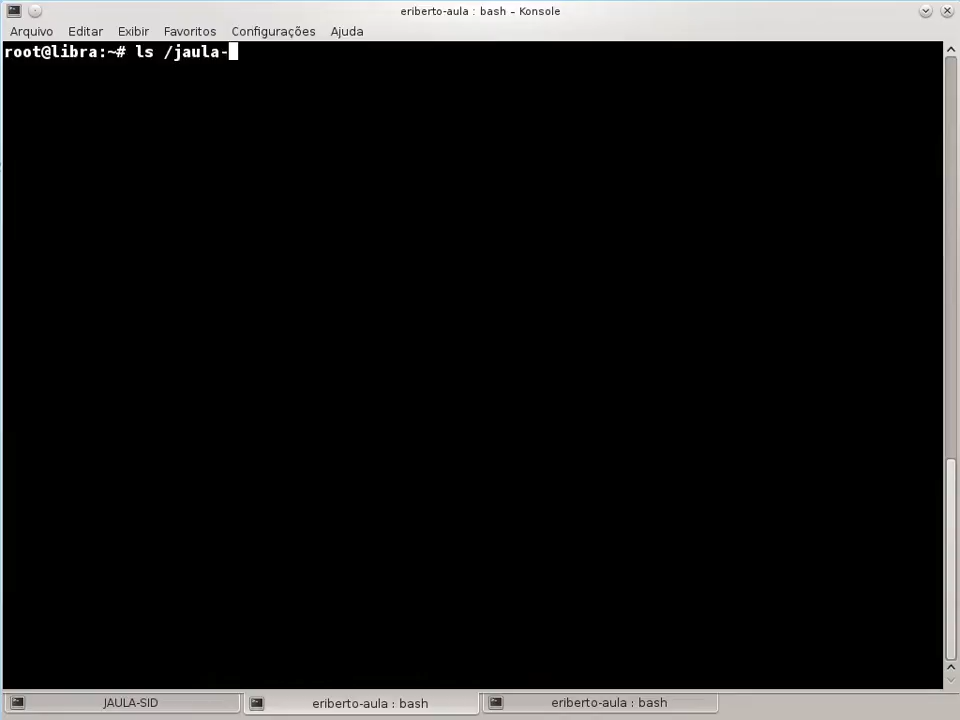 eriberto-aula : bash – Konsole
Arquivo Editar Exibir Favoritos Configurações Ajuda
root@libra:~# ls /jaula-
JAULA-SID eriberto-aula : bash eriberto-aula : bash